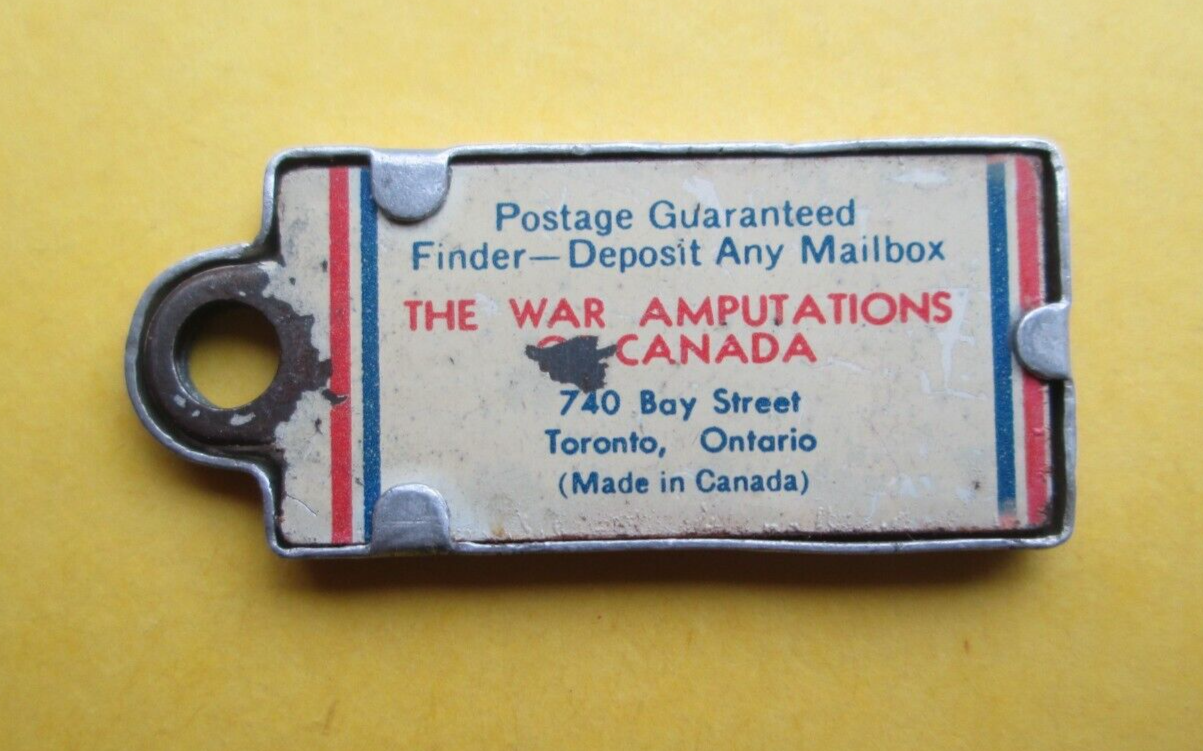 Postage Guaranteed
Finder—Deposit Any Mailbox
THE WAR AMPUTATIONS
CANADA
740 Bay Street
Toronto, Ontario
(Made in Canada)